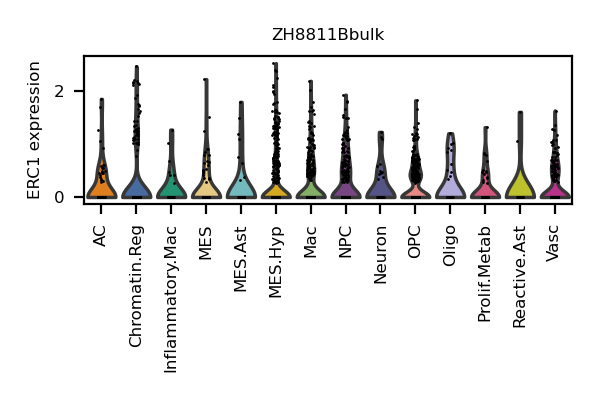 ZH8811Bbulk
ERC1 expression
2
0
AC
Chromatin.Reg
Inflammatory.Mac
MES
MES.Ast
MES.Hyp
Mac
NPC
Neuron
OPC
Oligo
Prolif.Metab
Reactive.Ast
Vasc